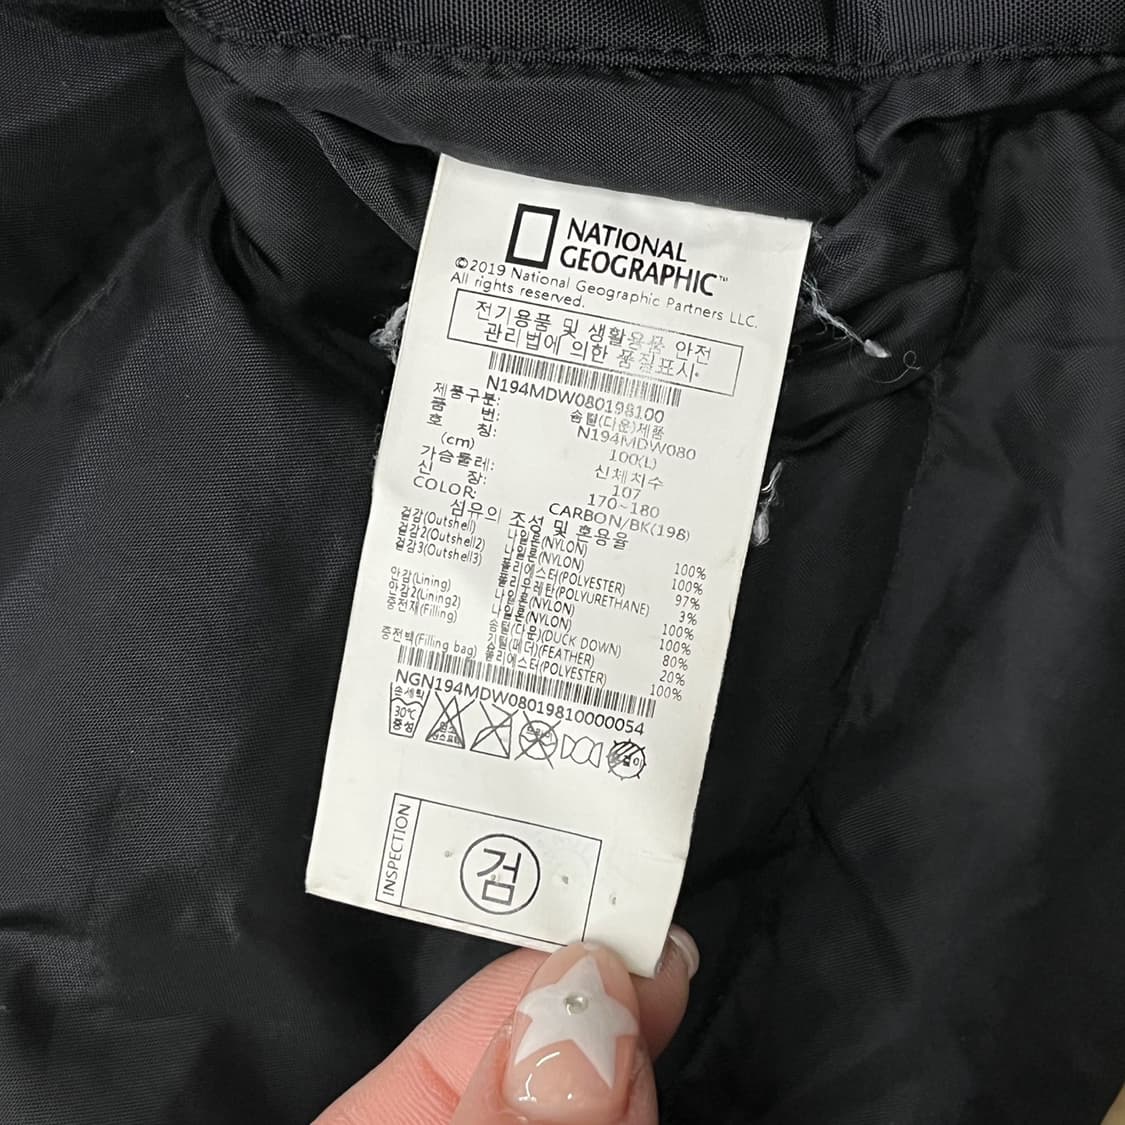 NATIONAL
GEOGRAPHIC™
©2019 National Geographic Partners LLC.
All rights reserved.
전기용품 및 생활용품 안전
관리법에 의한 품질표시
N194MDW080198100
제품구분: 솜털(다운)제품
품 번: N194MDW080
호 칭: 100(L)
(cm) 신체치수
가슴둘레: 107
신 장: 170~180
COLOR: CARBON/BK(198)
섬유의 조성 및 혼용율
겉감(Outshell) 나일론(NYLON) 100%
겉감2(Outshell2) 나일론(NYLON) 100%
겉감3(Outshell3) 폴리에스터(POLYESTER) 97%
폴리우레탄(POLYURETHANE) 3%
안감(Lining) 나일론(NYLON) 100%
안감2(Lining2) 나일론(NYLON) 100%
충전재(Filling) 솜털(다운)(DUCK DOWN) 80%
깃털(페더)(FEATHER) 20%
충전백(Filling bag) 폴리에스터(POLYESTER) 100%
NGN194MDW08019810000054
손세탁
30℃
중성
INSPECTION
검